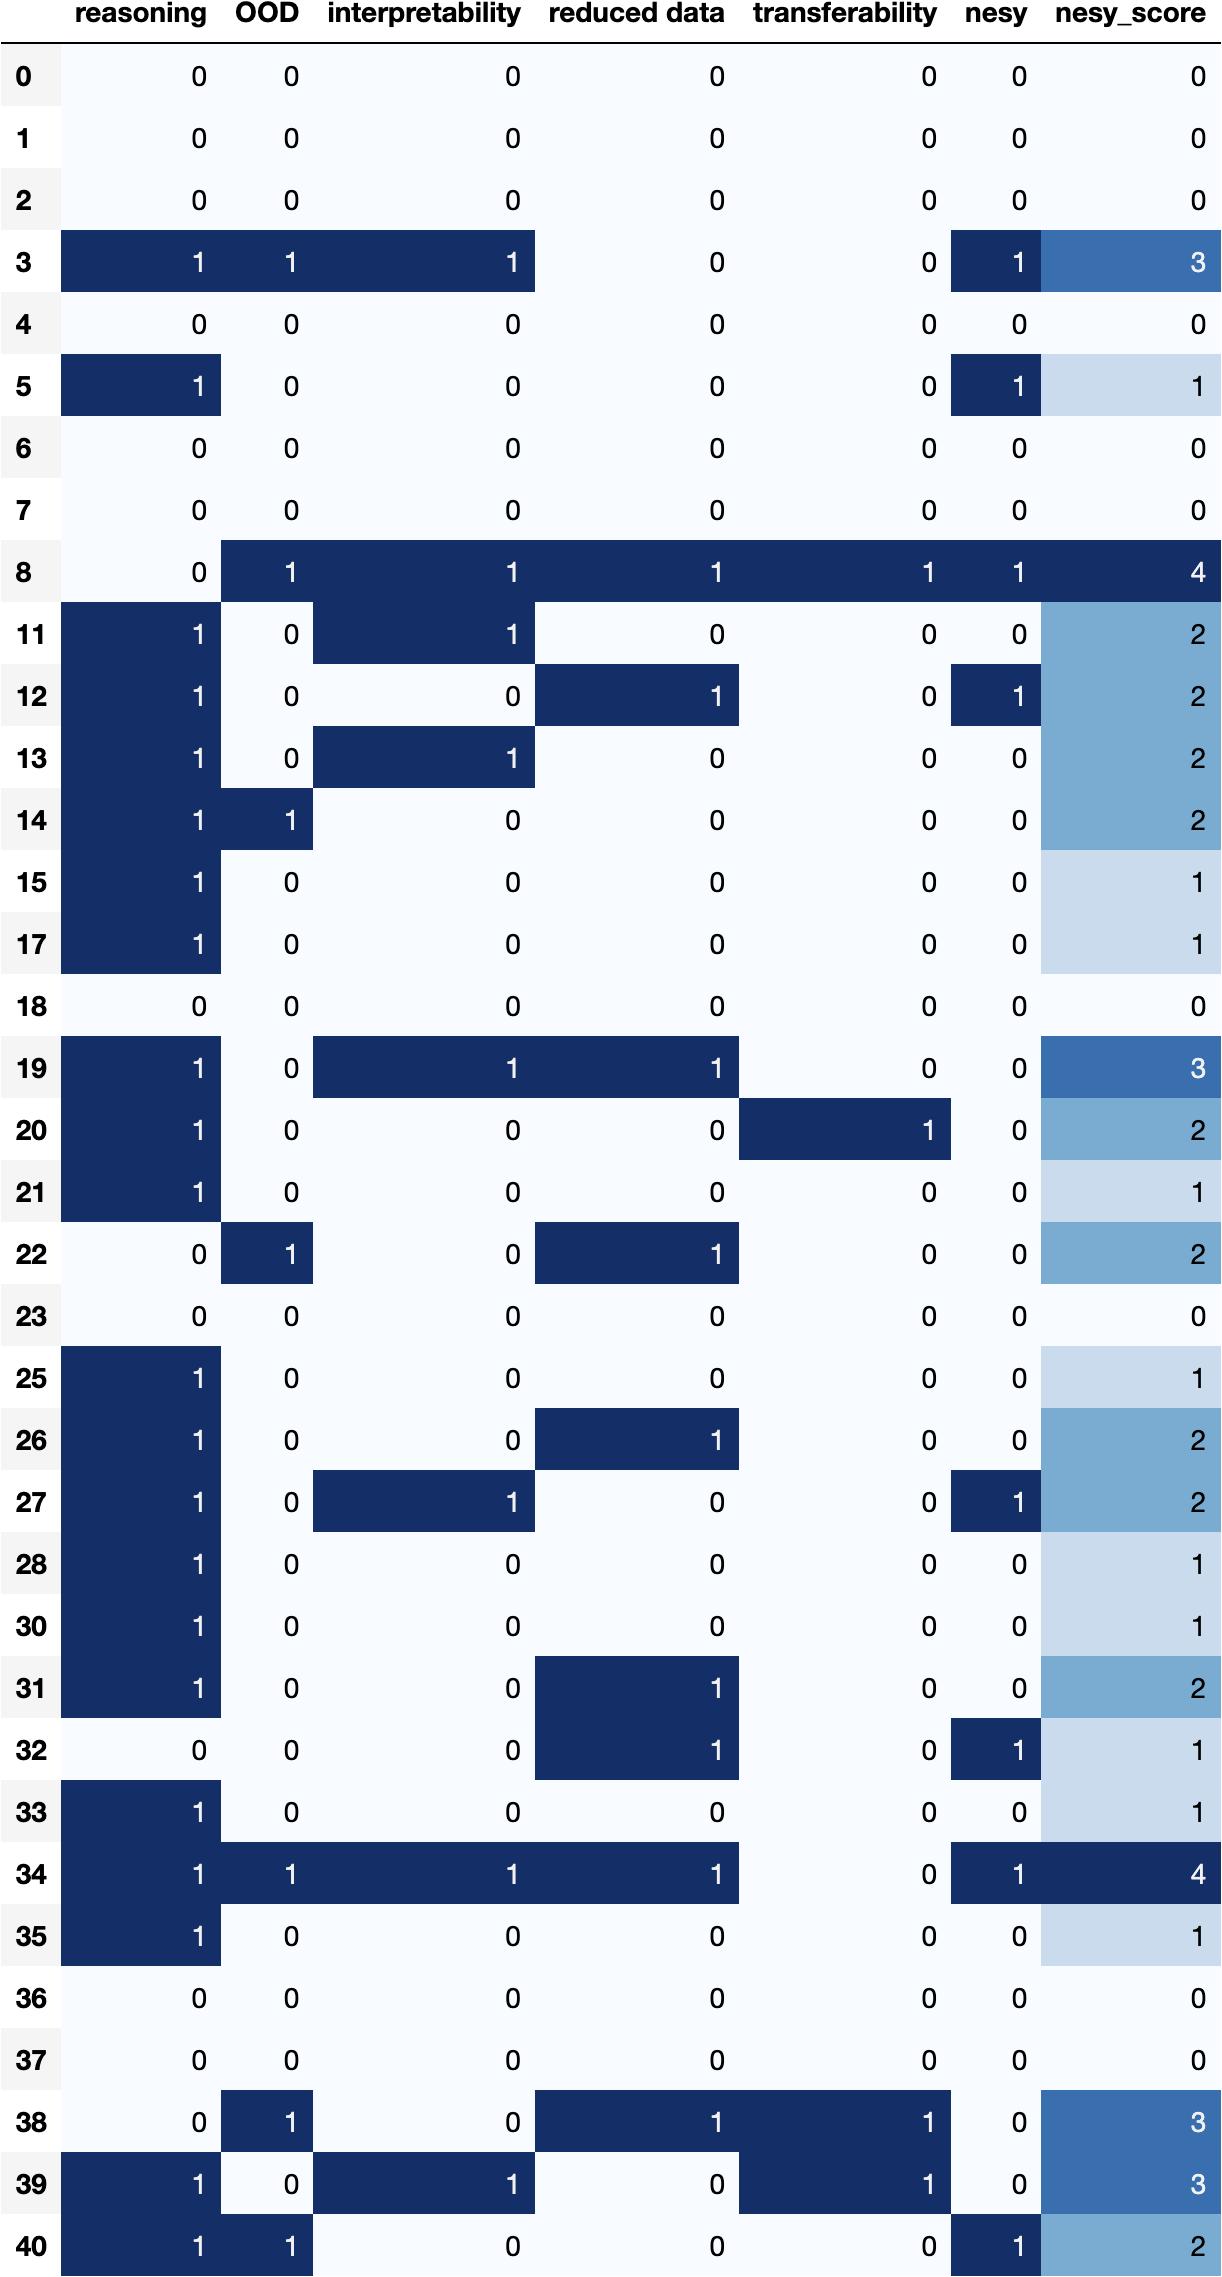 reasoning OOD interpretability reduced data transferability nesy nesy_score
0 0 0 0 0 0 0 0
1 0 0 0 0 0 0 0
2 0 0 0 0 0 0 0
3 1 1 1 0 0 1 3
4 0 0 0 0 0 0 0
5 1 0 0 0 0 1 1
6 0 0 0 0 0 0 0
7 0 0 0 0 0 0 0
8 0 1 1 1 1 1 4
11 1 0 1 0 0 0 2
12 1 0 0 1 0 1 2
13 1 0 1 0 0 0 2
14 1 1 0 0 0 0 2
15 1 0 0 0 0 0 1
17 1 0 0 0 0 0 1
18 0 0 0 0 0 0 0
19 1 0 1 1 0 0 3
20 1 0 0 0 1 0 2
21 1 0 0 0 0 0 1
22 0 1 0 1 0 0 2
23 0 0 0 0 0 0 0
25 1 0 0 0 0 0 1
26 1 0 0 1 0 0 2
27 1 0 1 0 0 1 2
28 1 0 0 0 0 0 1
30 1 0 0 0 0 0 1
31 1 0 0 1 0 0 2
32 0 0 0 1 0 1 1
33 1 0 0 0 0 0 1
34 1 1 1 1 0 1 4
35 1 0 0 0 0 0 1
36 0 0 0 0 0 0 0
37 0 0 0 0 0 0 0
38 0 1 0 1 1 0 3
39 1 0 1 0 1 0 3
40 1 1 0 0 0 1 2